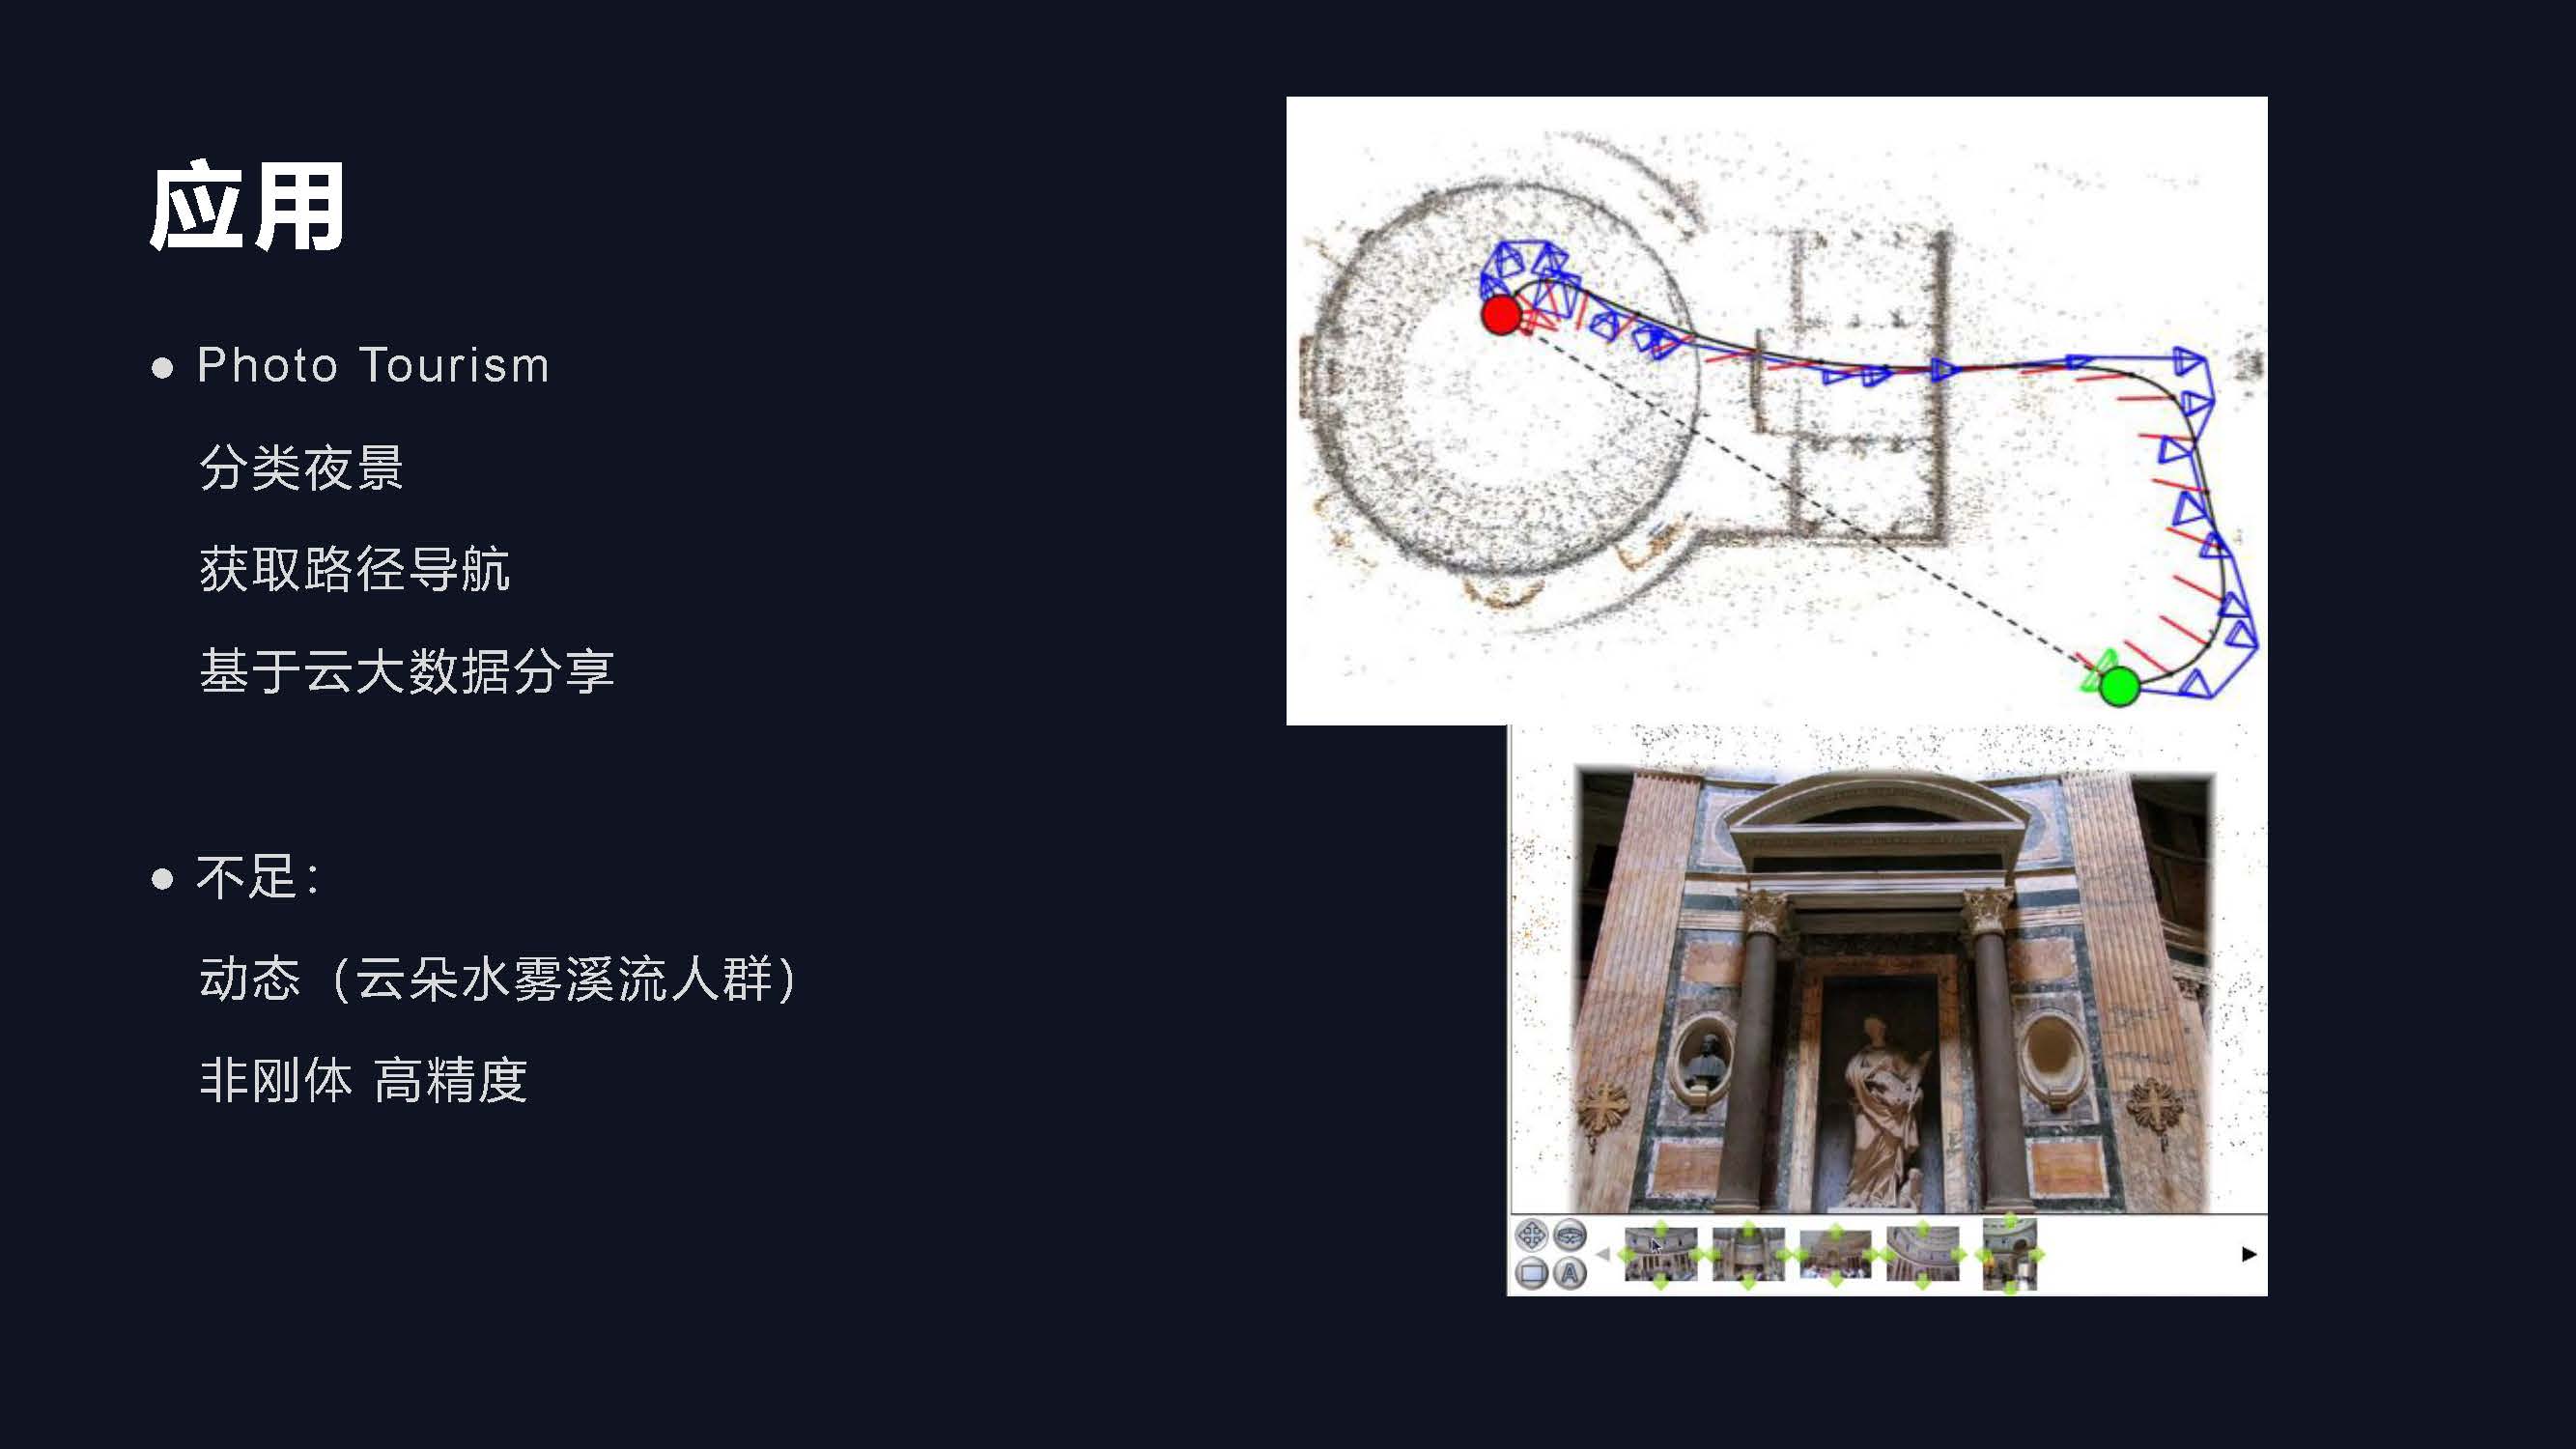 应用
● Photo Tourism
分类夜景
获取路径导航
基于云大数据分享
● 不足：
动态（云朵水雾溪流人群）
非刚体 高精度
A